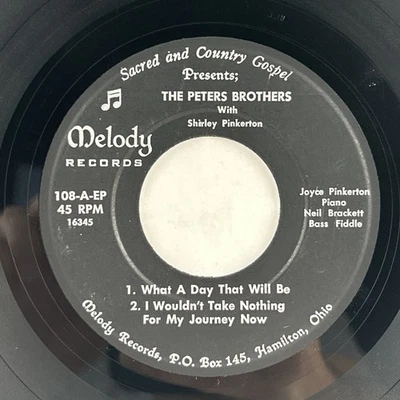 Sacred and Country Gospel
Presents;
THE PETERS BROTHERS
With
Shirley Pinkerton
Melody
RECORDS
108-A-EP
45 RPM
16345
Joyce Pinkerton
Piano
Neil Brackett
Bass Fiddle
1. What A Day That Will Be
2. I Wouldn't Take Nothing
For My Journey Now
Melody Records, P.O. Box 145, Hamilton, Ohio